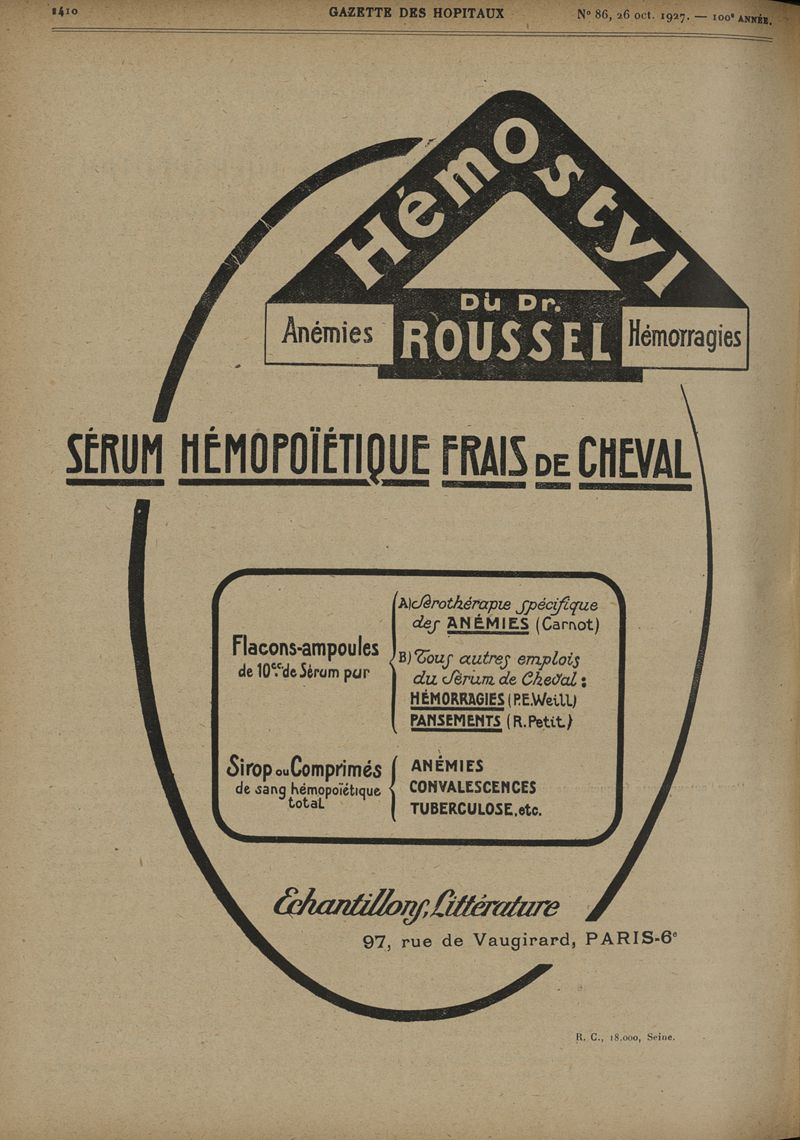 1410 GAZETTE DES HOPITAUX N° 86, 26 oct. 1927. — 100e ANNÉE.
Hémostyl
Du Dr.
ROUSSEL
Anémies
Hémorragies
SÉRUM HÉMOPOÏÉTIQUE FRAIS DE CHEVAL
Flacons-ampoules
de 10cc. de Sérum pur
A) Sérothérapie spécifique
des ANÉMIES (Carnot)
B) Tous autres emplois
du Sérum de Cheval :
HÉMORRAGIES (P.E.Weill)
PANSEMENTS (R.Petit)
Sirop ou Comprimés
de sang hémopoïétique
total
ANÉMIES
CONVALESCENCES
TUBERCULOSE, etc.
Echantillons, Littérature
97, rue de Vaugirard, PARIS-6e
R. C., 18.000, Seine.